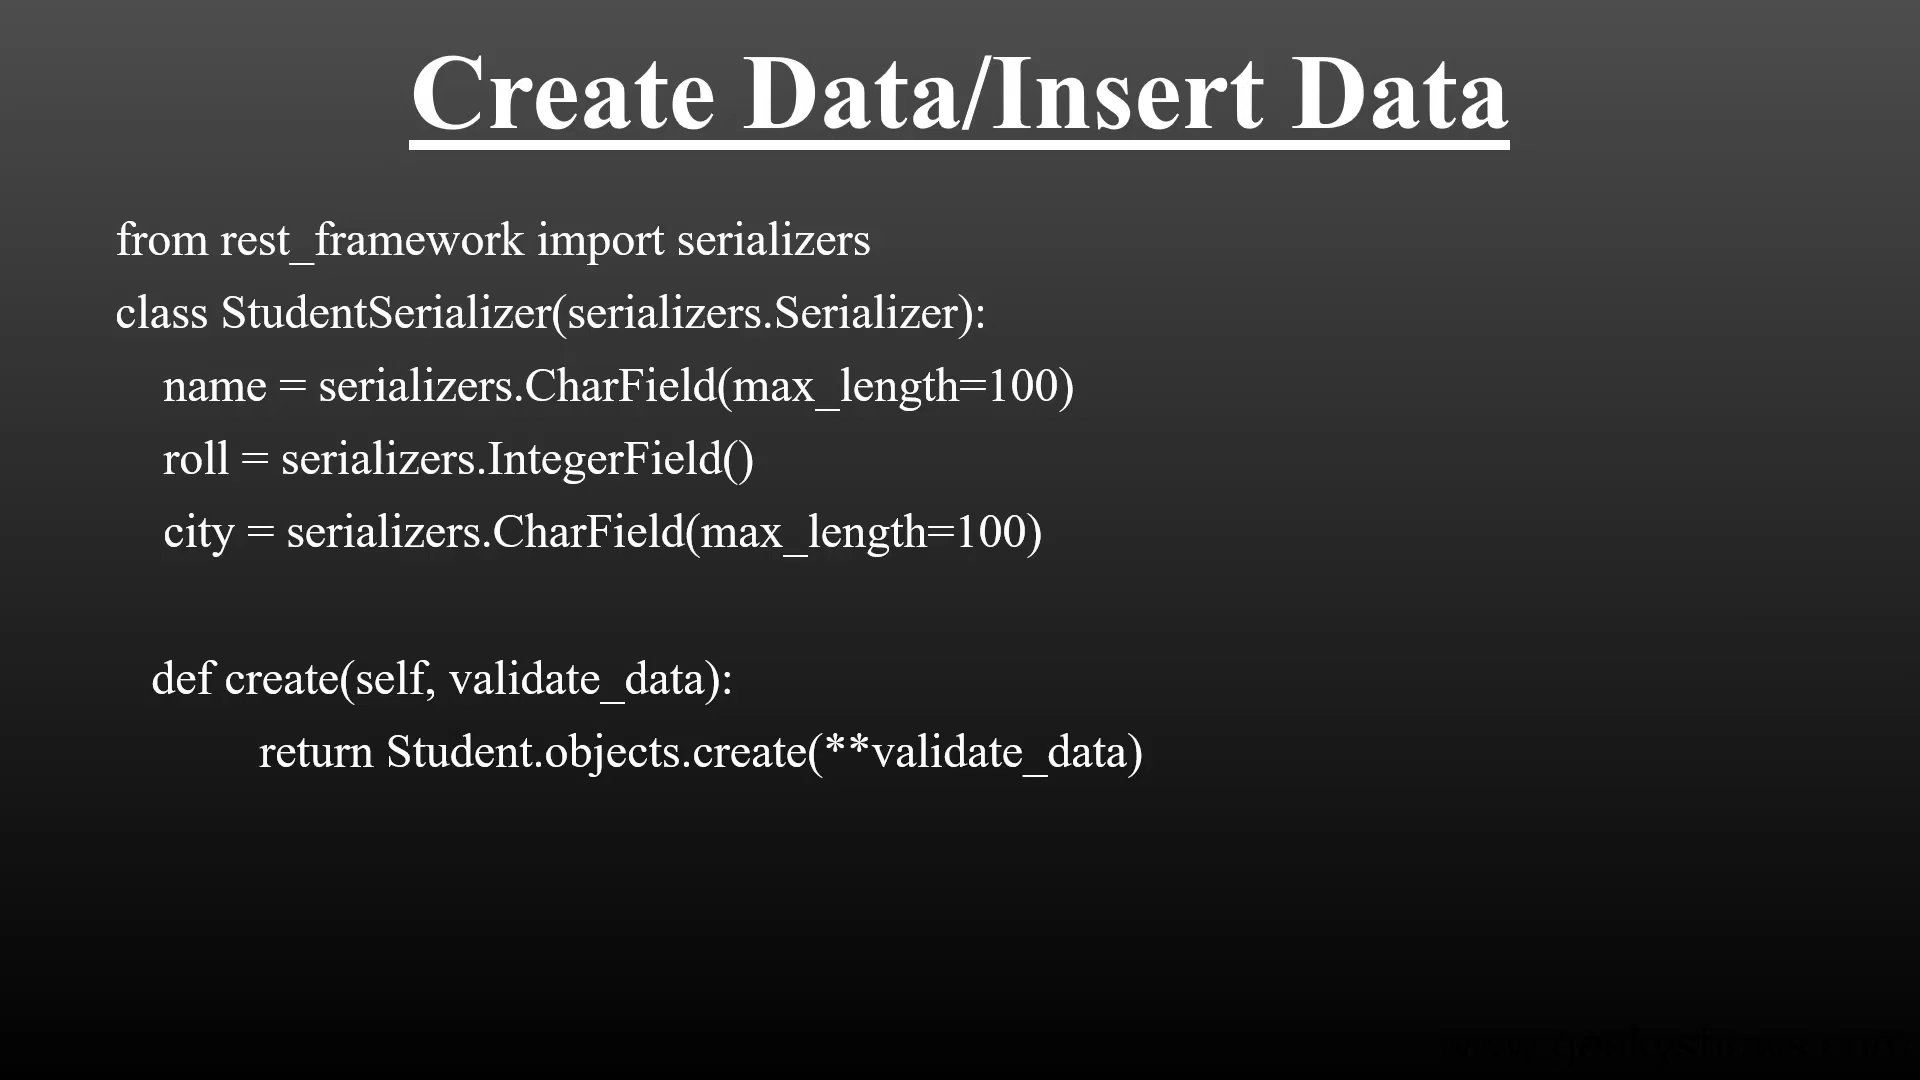 Create Data/Insert Data
from rest_framework import serializers
class StudentSerializer(serializers.Serializer):
name = serializers.CharField(max_length=100)
roll = serializers.IntegerField()
city = serializers.CharField(max_length=100)
def create(self, validate_data):
return Student.objects.create(**validate_data)